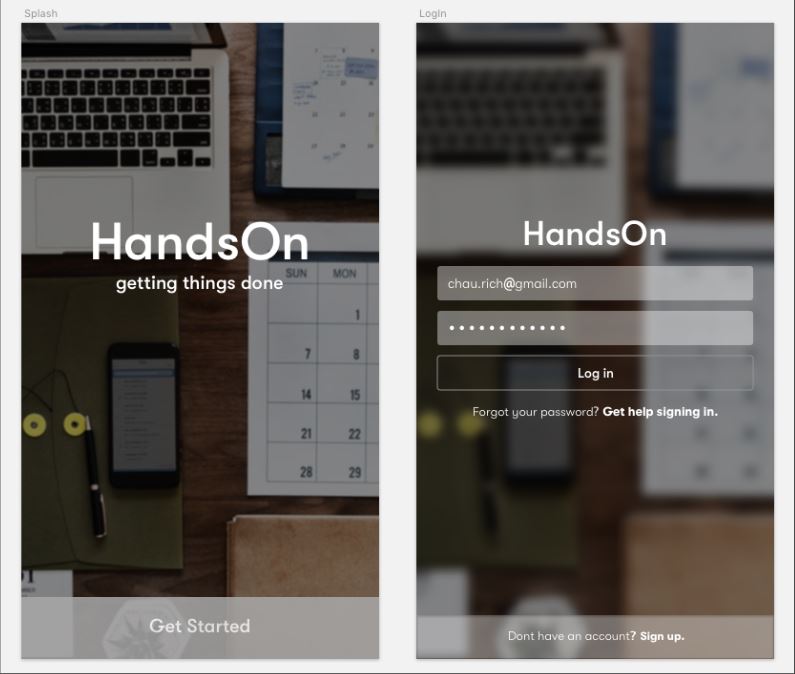 Splash
HandsOn
getting things done
SUN MON
1
7 8
14 15
21 22
28 29
Get Started
LogIn
HandsOn
chau.rich@gmail.com
••••••••••••
Log in
Forgot your password? Get help signing in.
Dont have an account? Sign up.